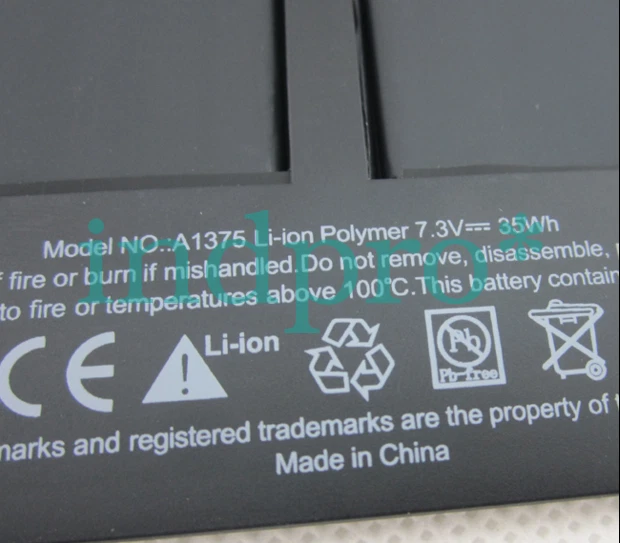 Model NO.:A1375 Li-ion Polymer 7.3V⎓ 35Wh
fire or burn if mishandled.Do not remove, disassemble,
to fire or temperatures above 100℃.This battery contain
CE Li-ion Pb Pb free
marks and registered trademarks are the property of
Made in China
indpro*